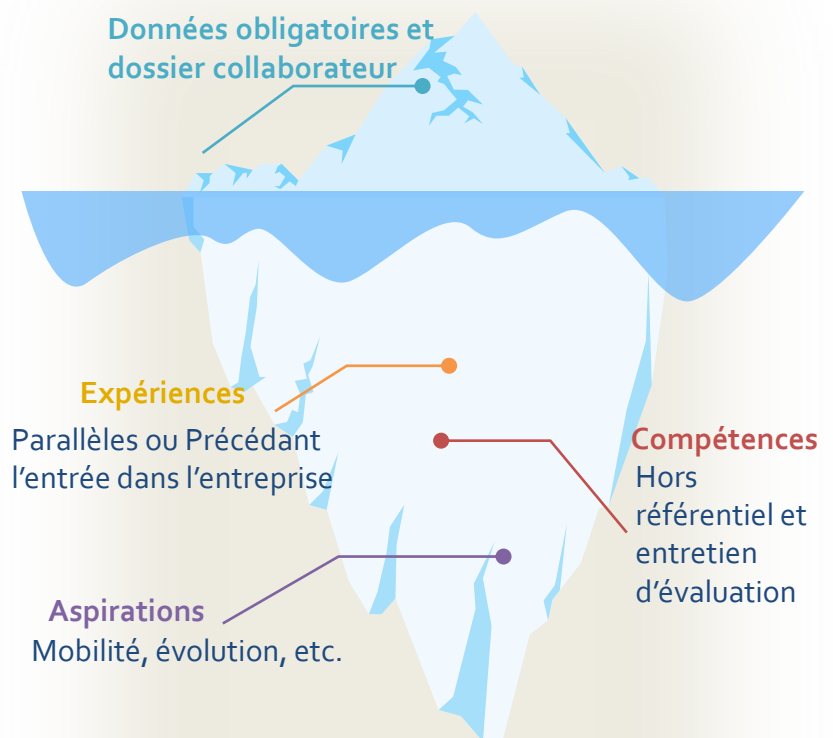 Données obligatoires et
dossier collaborateur
Expériences
Parallèles ou Précédant
l'entrée dans l'entreprise
Compétences
Hors
référentiel et
entretien
d'évaluation
Aspirations
Mobilité, évolution, etc.